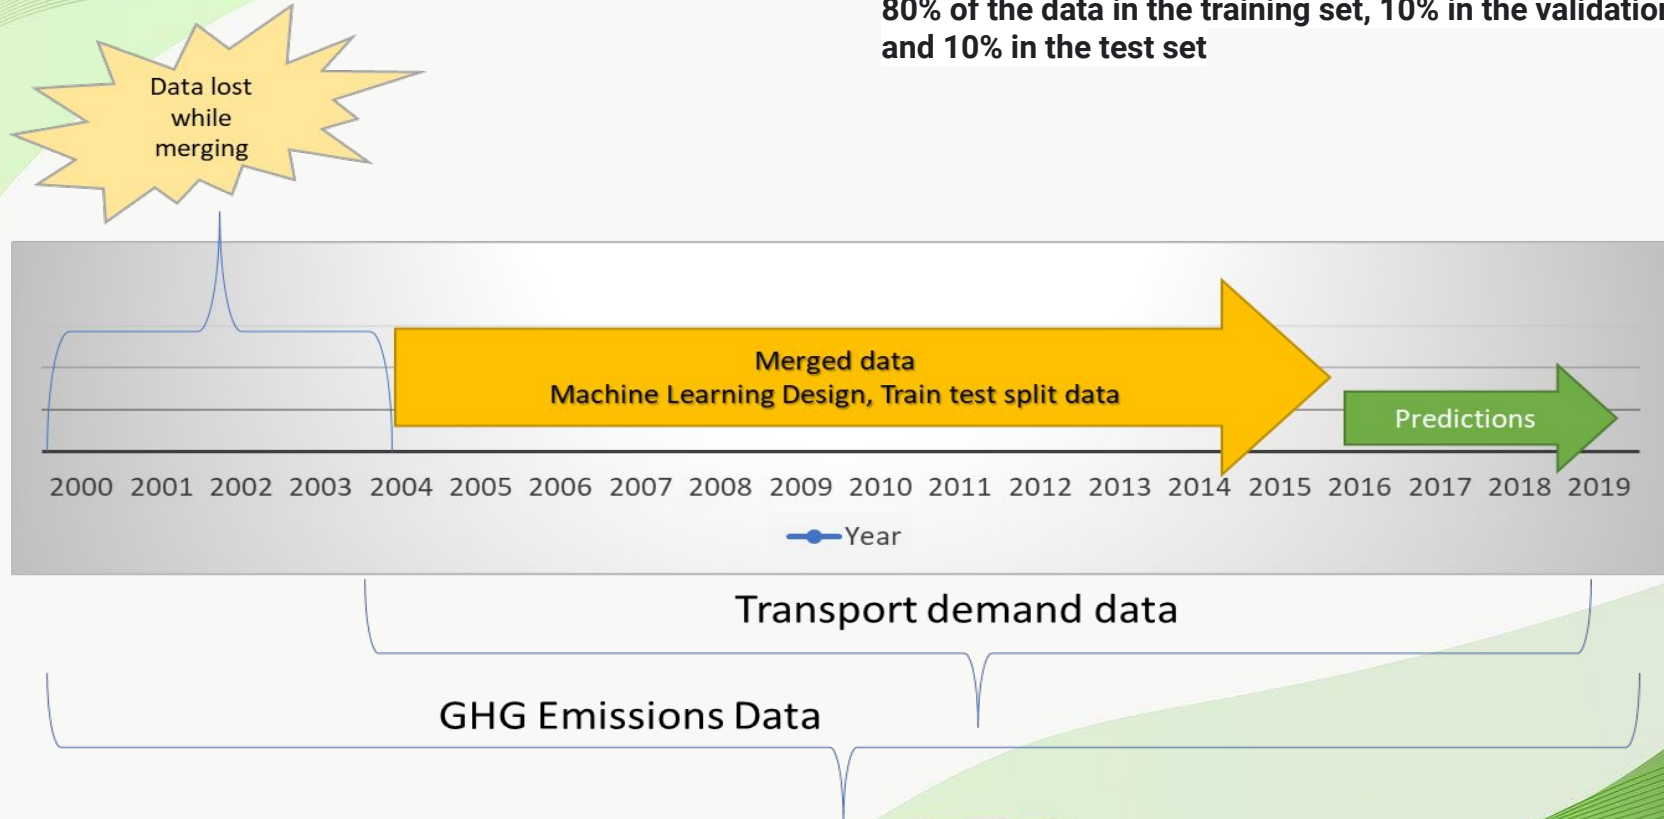 80% of the data in the training set, 10% in the validation
and 10% in the test set
Data lost
while
merging
Merged data
Machine Learning Design, Train test split data
Predictions
2000 2001 2002 2003 2004 2005 2006 2007 2008 2009 2010 2011 2012 2013 2014 2015 2016 2017 2018 2019
Year
Transport demand data
GHG Emissions Data